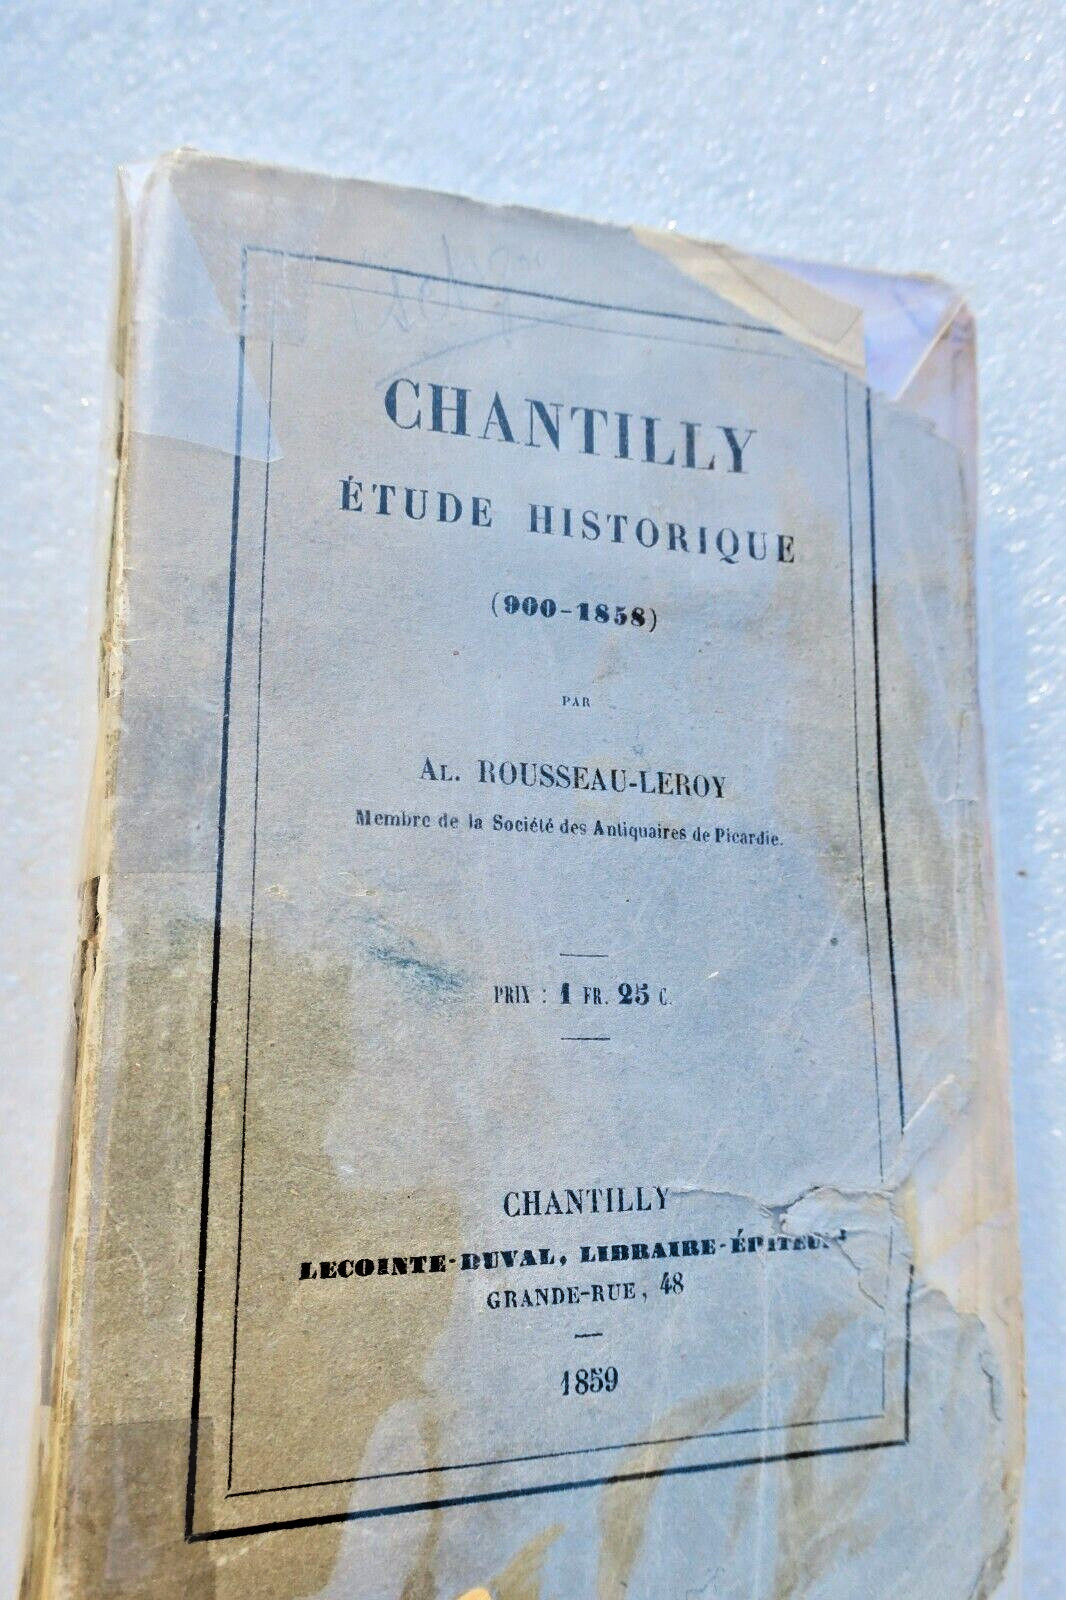 CHANTILLY
ÉTUDE HISTORIQUE
(900-1858)
PAR
AL. ROUSSEAU-LEROY
Membre de la Société des Antiquaires de Picardie.
PRIX : 1 FR. 25 C.
CHANTILLY
LECOINTE-DUVAL, LIBRAIRE-ÉDITEUR
GRANDE-RUE, 48
1859